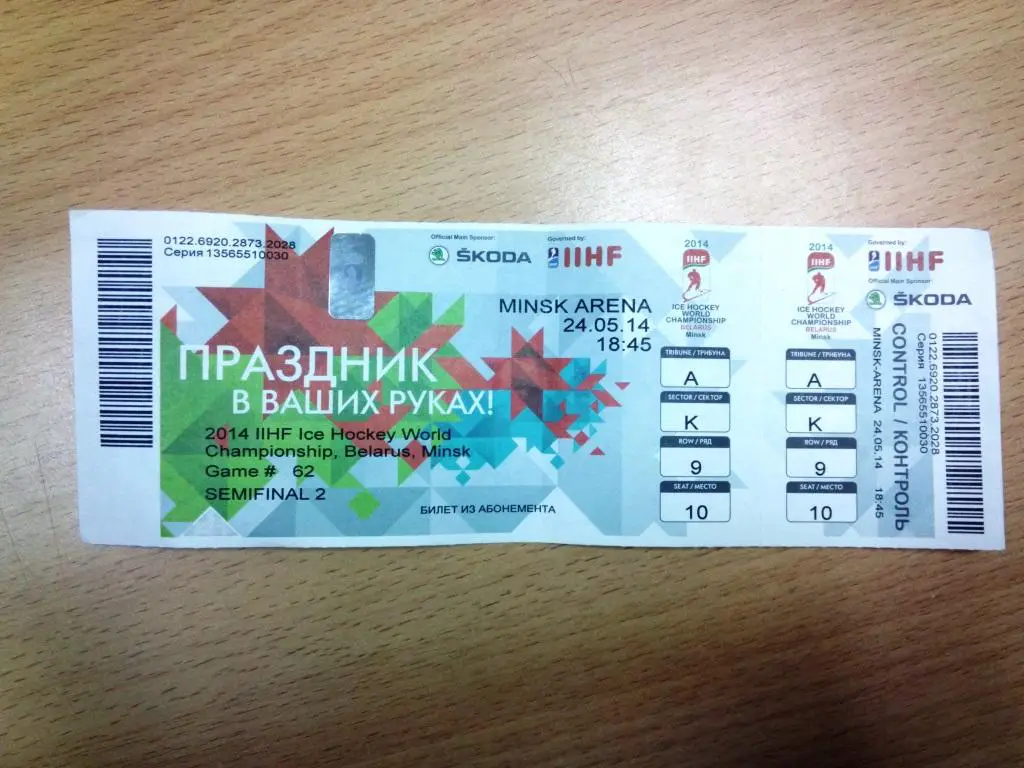 0122.6920.2873.2028
Серия 13565510030
ПРАЗДНИК
В ВАШИХ РУКАХ!
2014 IIHF Ice Hockey World
Championship, Belarus, Minsk
Game # 62
SEMIFINAL 2
Official Main Sponsor:
ŠKODA
Governed by:
IIHF
MINSK ARENA
24.05.14
18:45
БИЛЕТ ИЗ АБОНЕМЕНТА
2014
IIHF
ICE HOCKEY
WORLD
CHAMPIONSHIP
BELARUS
Minsk
TRIBUNE / ТРИБУНА
A
SECTOR / СЕКТОР
K
ROW / РЯД
9
SEAT / МЕСТО
10
2014
IIHF
ICE HOCKEY
WORLD
CHAMPIONSHIP
BELARUS
Minsk
TRIBUNE / ТРИБУНА
A
SECTOR / СЕКТОР
K
ROW / РЯД
9
SEAT / МЕСТО
10
Governed by:
IIHF
Official Main Sponsor:
ŠKODA
0122.6920.2873.2028
Серия 13565510030
CONTROL / КОНТРОЛЬ
MINSK-ARENA 24.05.14 18:45